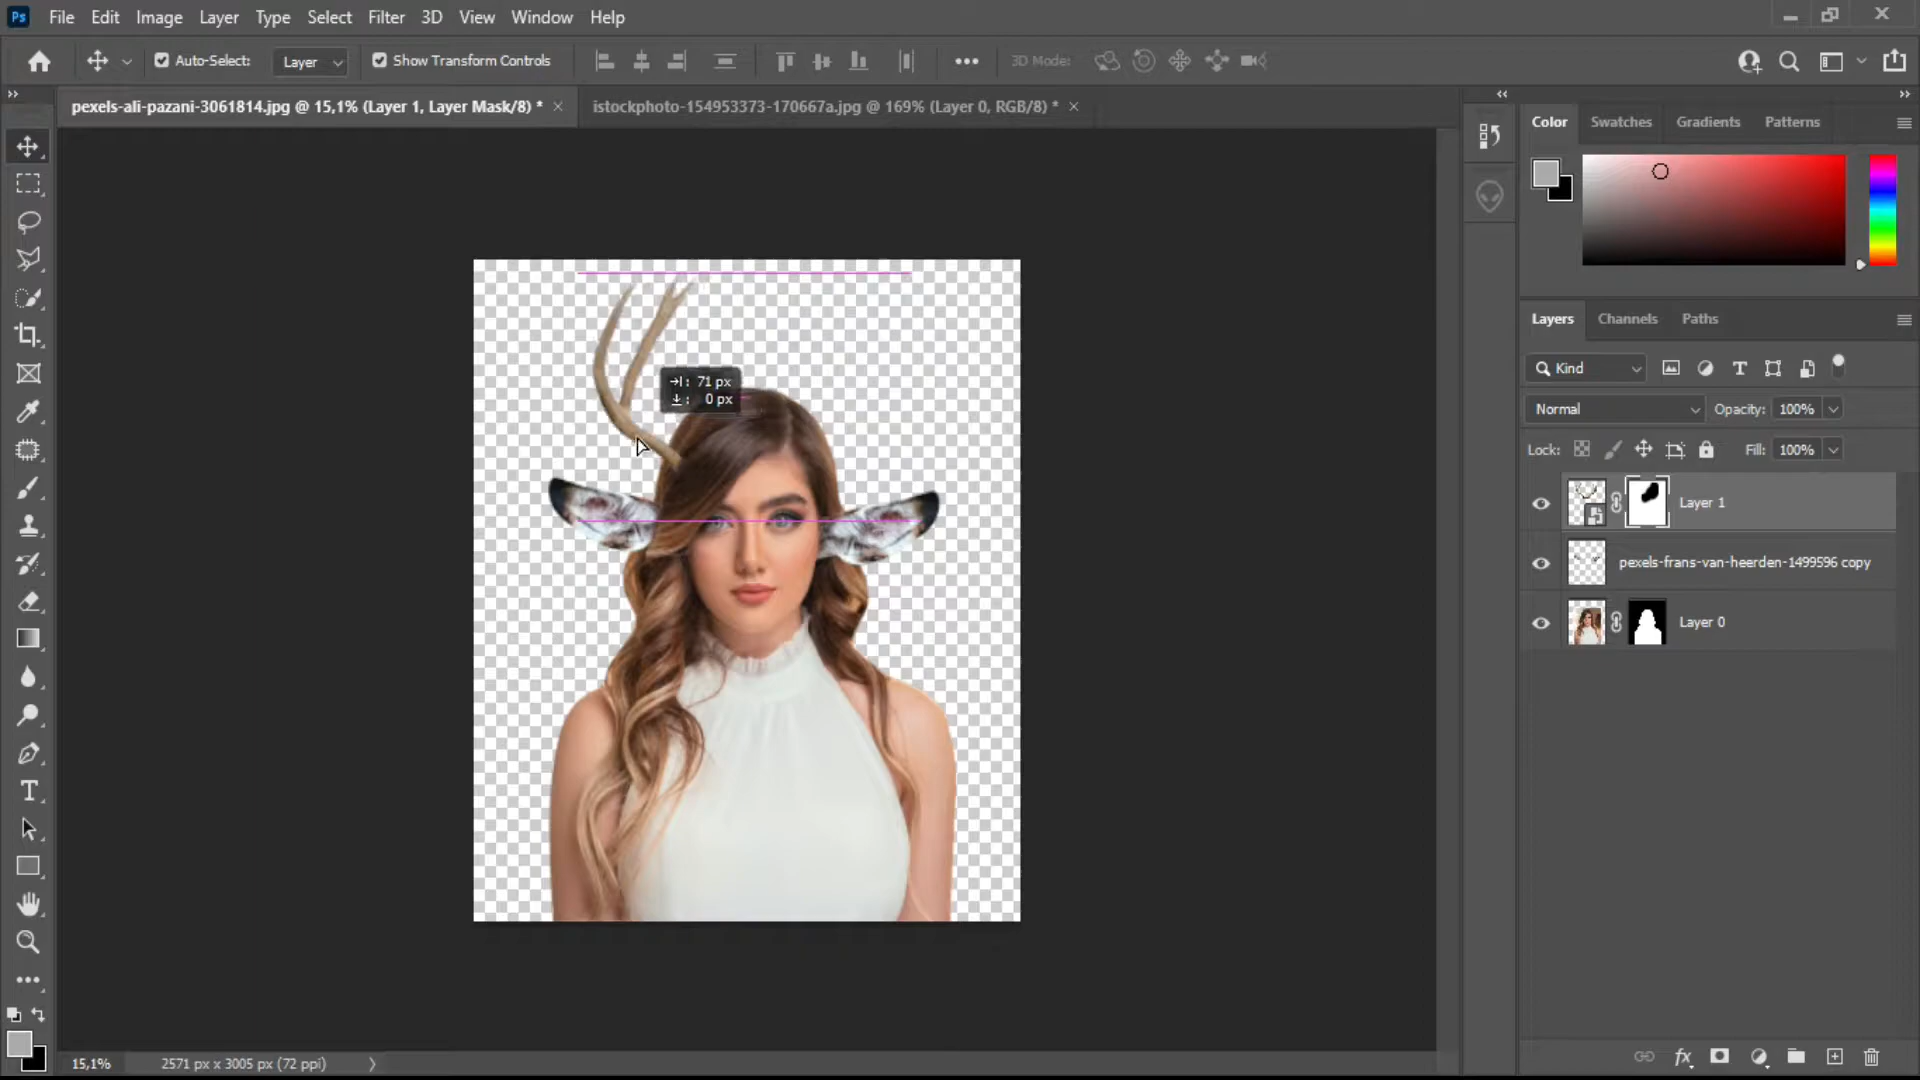 Ps File Edit Image Layer Type Select Filter 3D View Window Help
Auto-Select: Layer Show Transform Controls 3D Mode:
pexels-ali-pazani-3061814.jpg @ 15,1% (Layer 1, Layer Mask/8) * istockphoto-154953373-170667a.jpg @ 169% (Layer 0, RGB/8) *
Color Swatches Gradients Patterns
Layers Channels Paths
Kind
Normal Opacity: 100%
Lock: Fill: 100%
Layer 1
pexels-frans-van-heerden-1499596 copy
Layer 0
71 px
0 px
15,1% 2571 px x 3005 px (72 ppi)